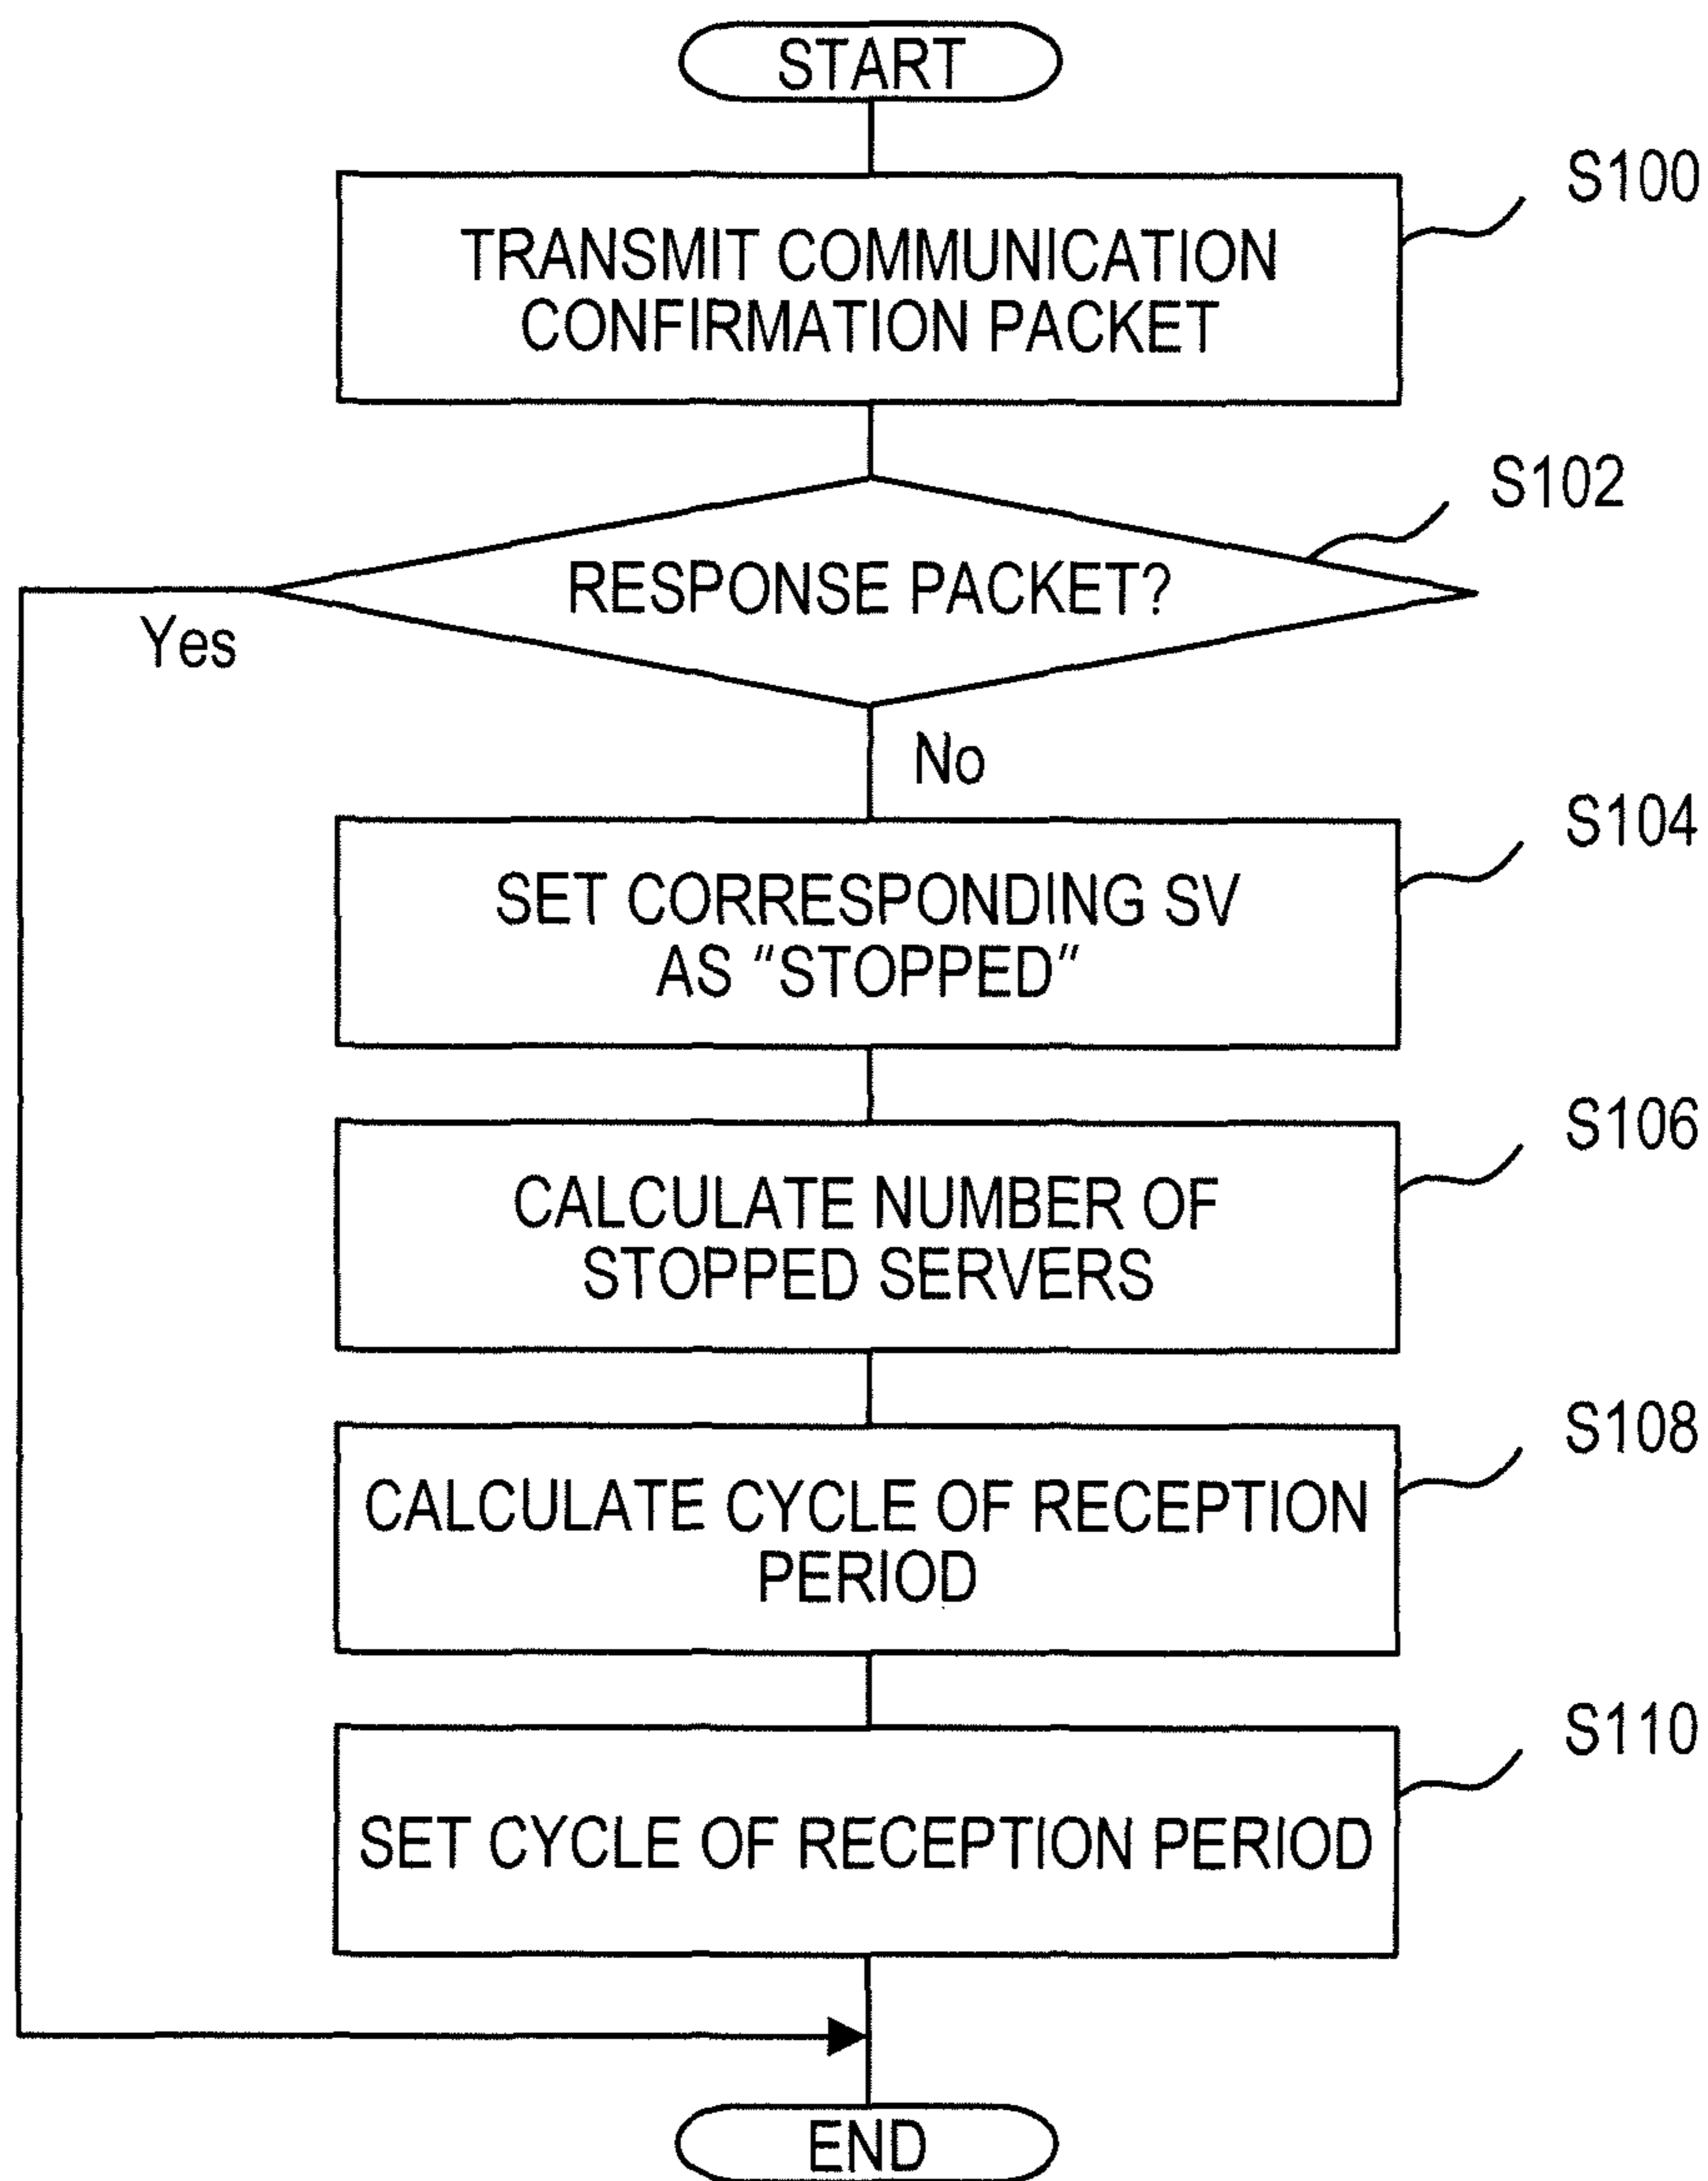 START
S100
TRANSMIT COMMUNICATION
CONFIRMATION PACKET
S102
RESPONSE PACKET?
Yes
No
S104
SET CORRESPONDING SV
AS "STOPPED"
S106
CALCULATE NUMBER OF
STOPPED SERVERS
S108
CALCULATE CYCLE OF RECEPTION
PERIOD
S110
SET CYCLE OF RECEPTION PERIOD
END